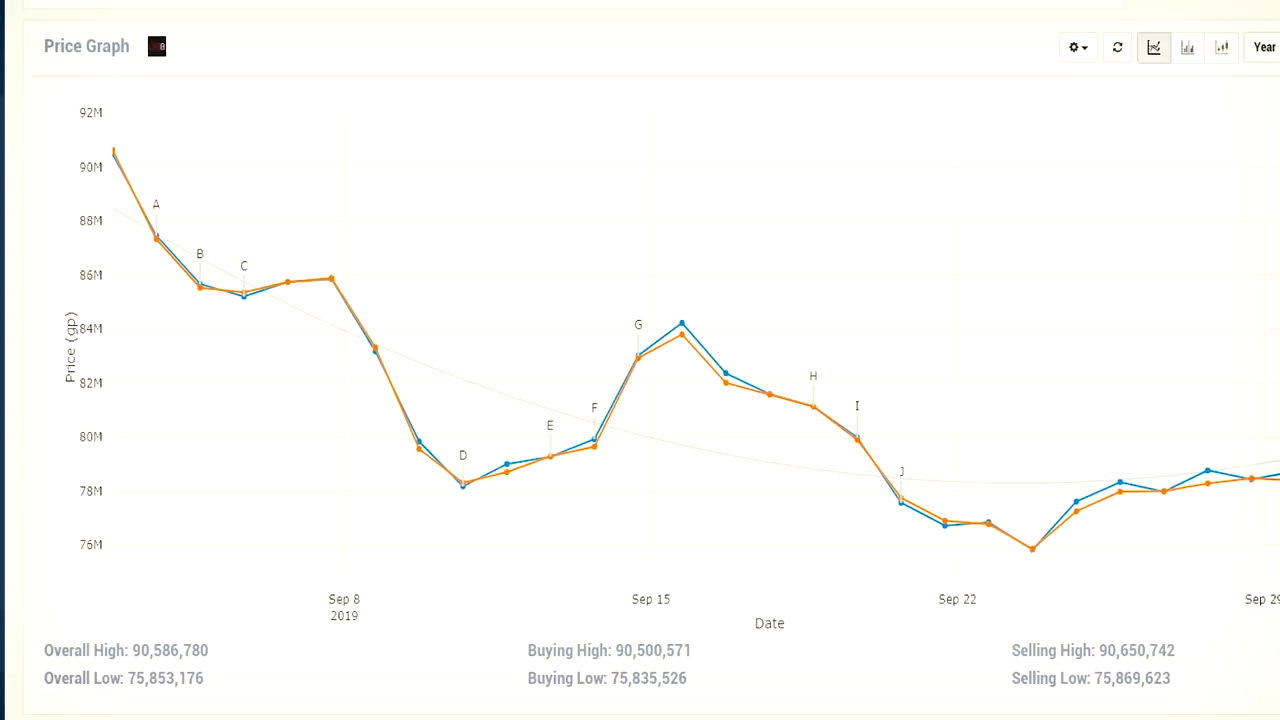 Price Graph
Year
92M
90M
88M
86M
84M
82M
80M
78M
76M
Price (gp)
A
B
C
D
E
F
G
H
I
J
Sep 8
2019
Sep 15
Sep 22
Sep 29
Date
Overall High: 90,586,780
Buying High: 90,500,571
Selling High: 90,650,742
Overall Low: 75,853,176
Buying Low: 75,835,526
Selling Low: 75,869,623